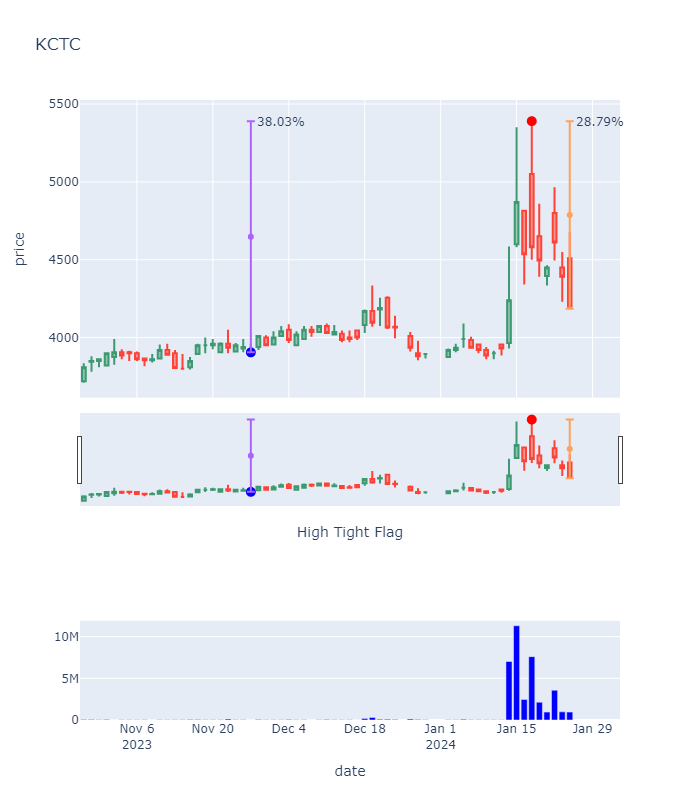 KCTC
5500
5000
4500
4000
price
38.03%
28.79%
High Tight Flag
10M
5M
0
Nov 6
2023
Nov 20
Dec 4
Dec 18
Jan 1
2024
Jan 15
Jan 29
date